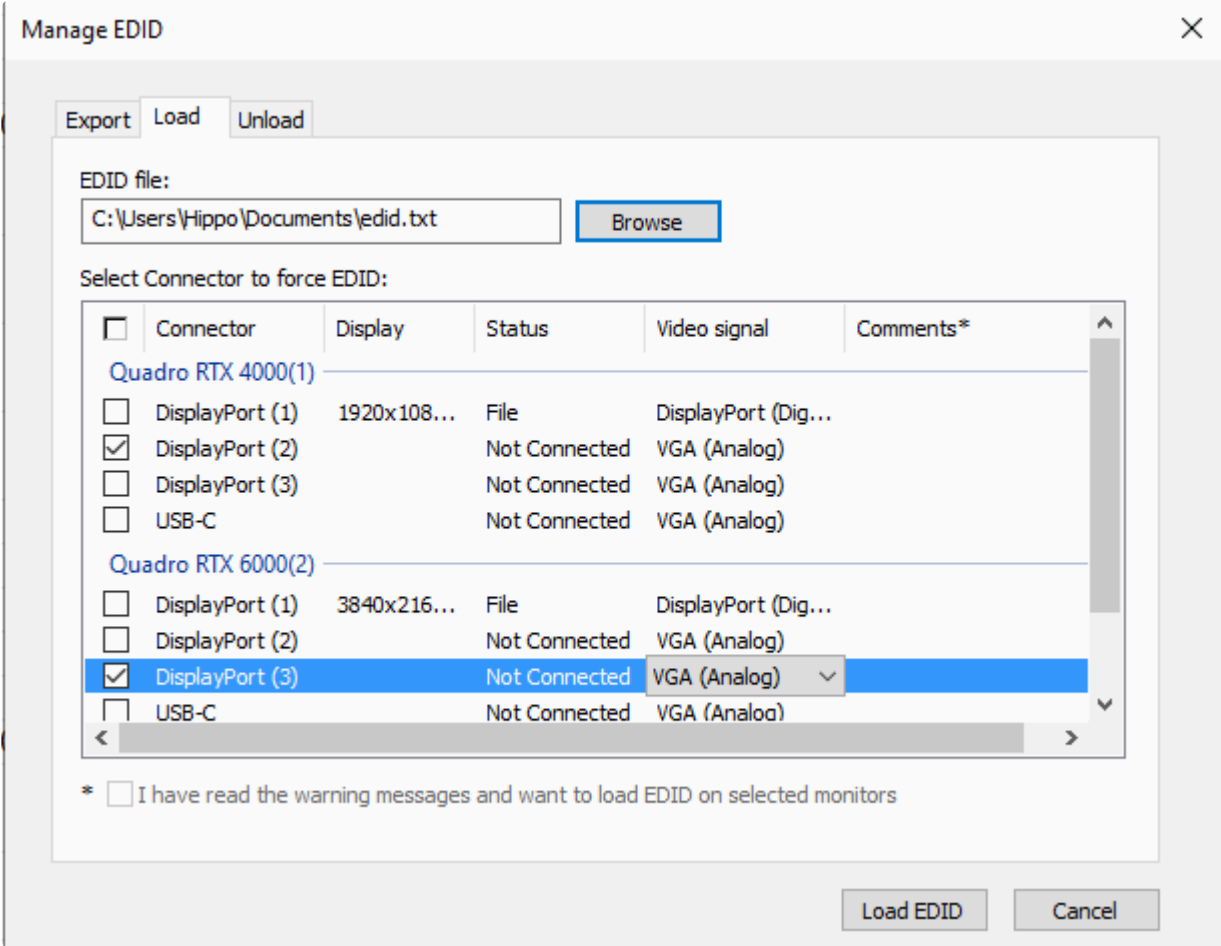 Manage EDID
Export Load Unload
EDID file:
C:\Users\Hippo\Documents\edid.txt Browse
Select Connector to force EDID:
Connector Display Status Video signal Comments*
Quadro RTX 4000(1)
DisplayPort (1) 1920x108... File DisplayPort (Dig...
DisplayPort (2) Not Connected VGA (Analog)
DisplayPort (3) Not Connected VGA (Analog)
USB-C Not Connected VGA (Analog)
Quadro RTX 6000(2)
DisplayPort (1) 3840x216... File DisplayPort (Dig...
DisplayPort (2) Not Connected VGA (Analog)
DisplayPort (3) Not Connected VGA (Analog)
USB-C Not Connected VGA (Analog)
* I have read the warning messages and want to load EDID on selected monitors
Load EDID Cancel